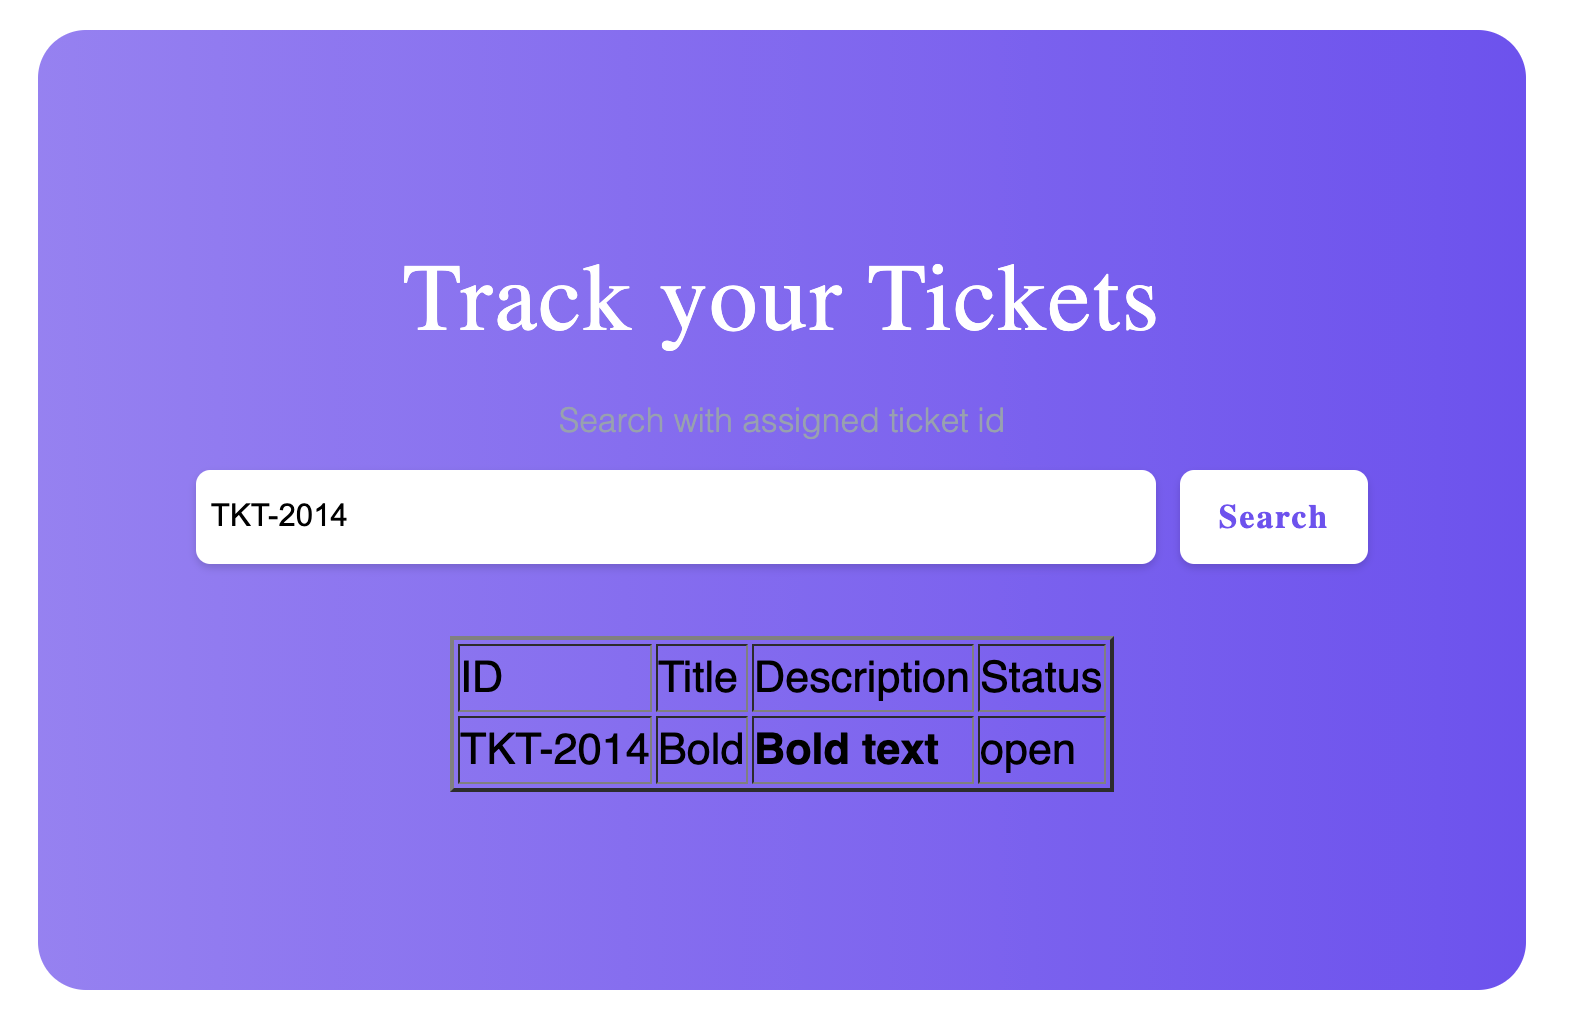 Track your Tickets
Search with assigned ticket id
TKT-2014 Search
ID Title Description Status
TKT-2014 Bold Bold text open